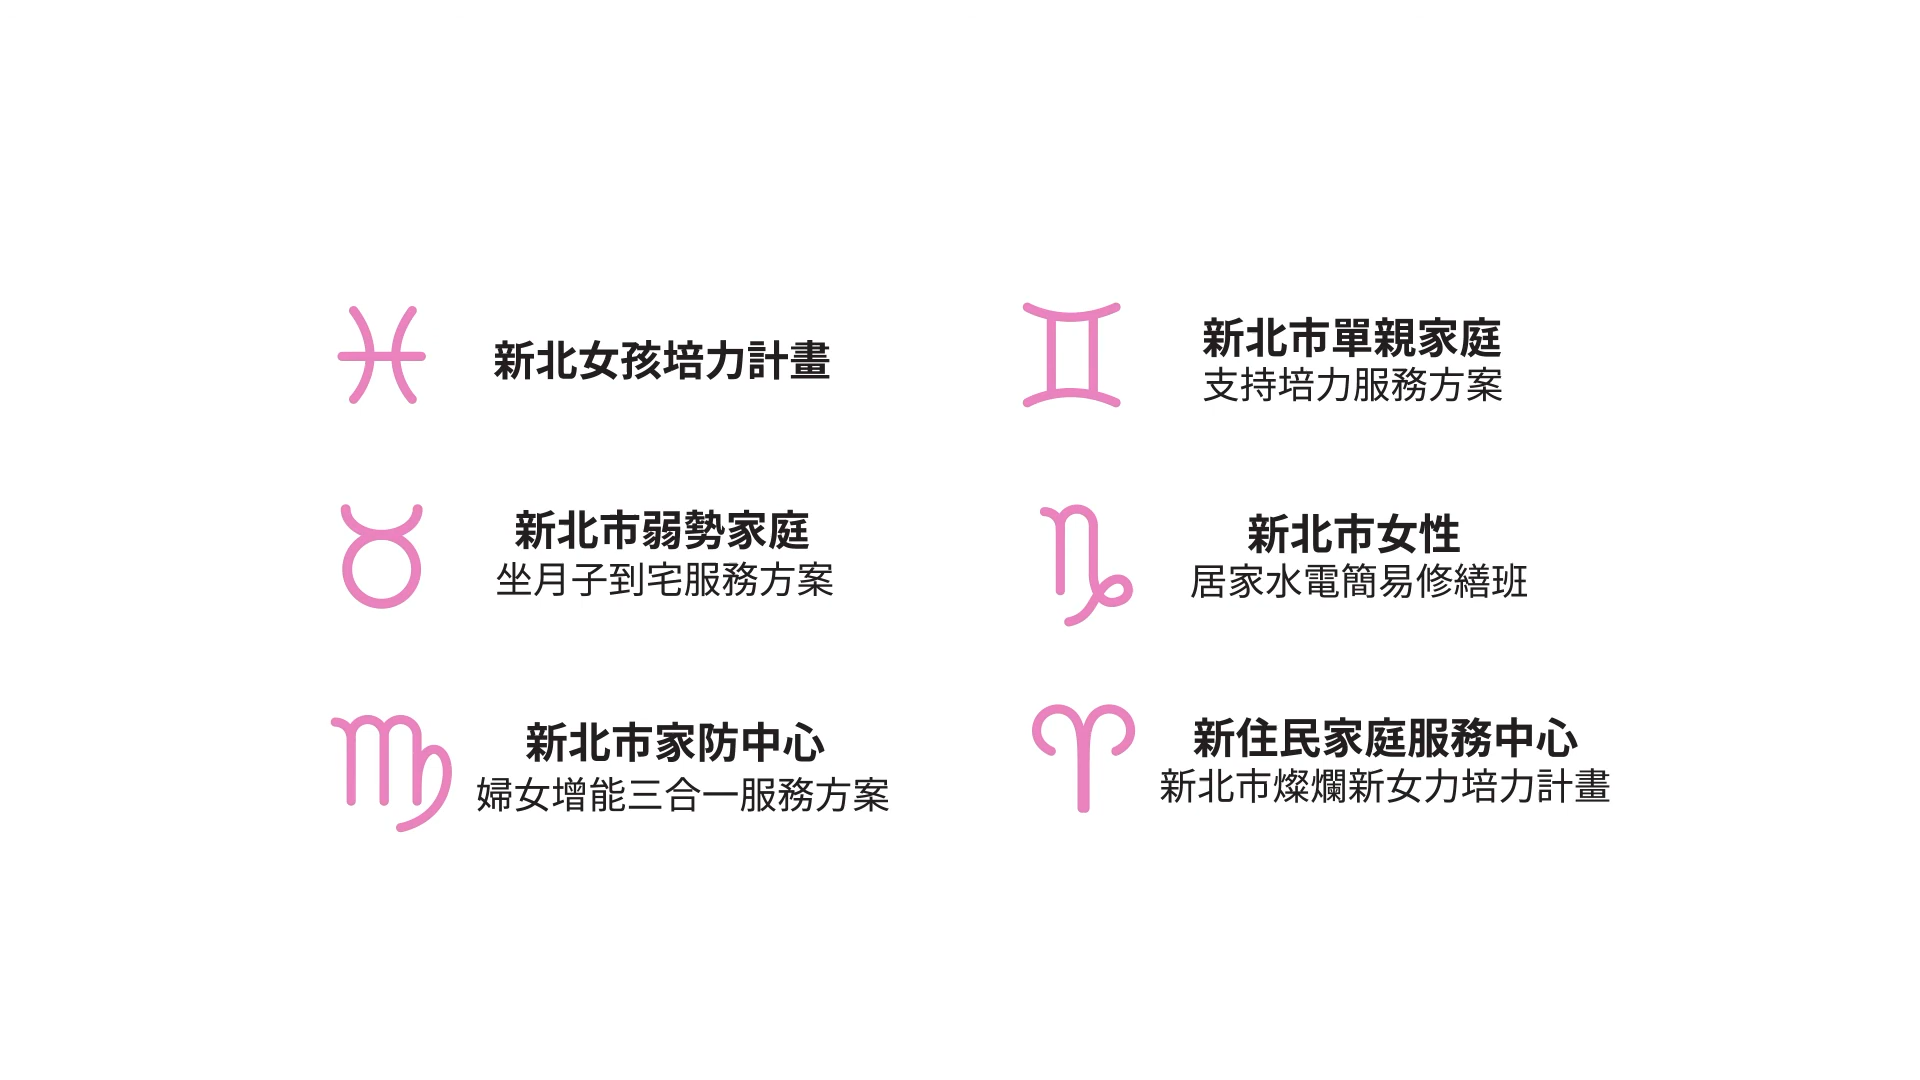 新北女孩培力計畫
新北市單親家庭
支持培力服務方案
新北市弱勢家庭
坐月子到宅服務方案
新北市女性
居家水電簡易修繕班
新北市家防中心
婦女增能三合一服務方案
新住民家庭服務中心
新北市燦爛新女力培力計畫